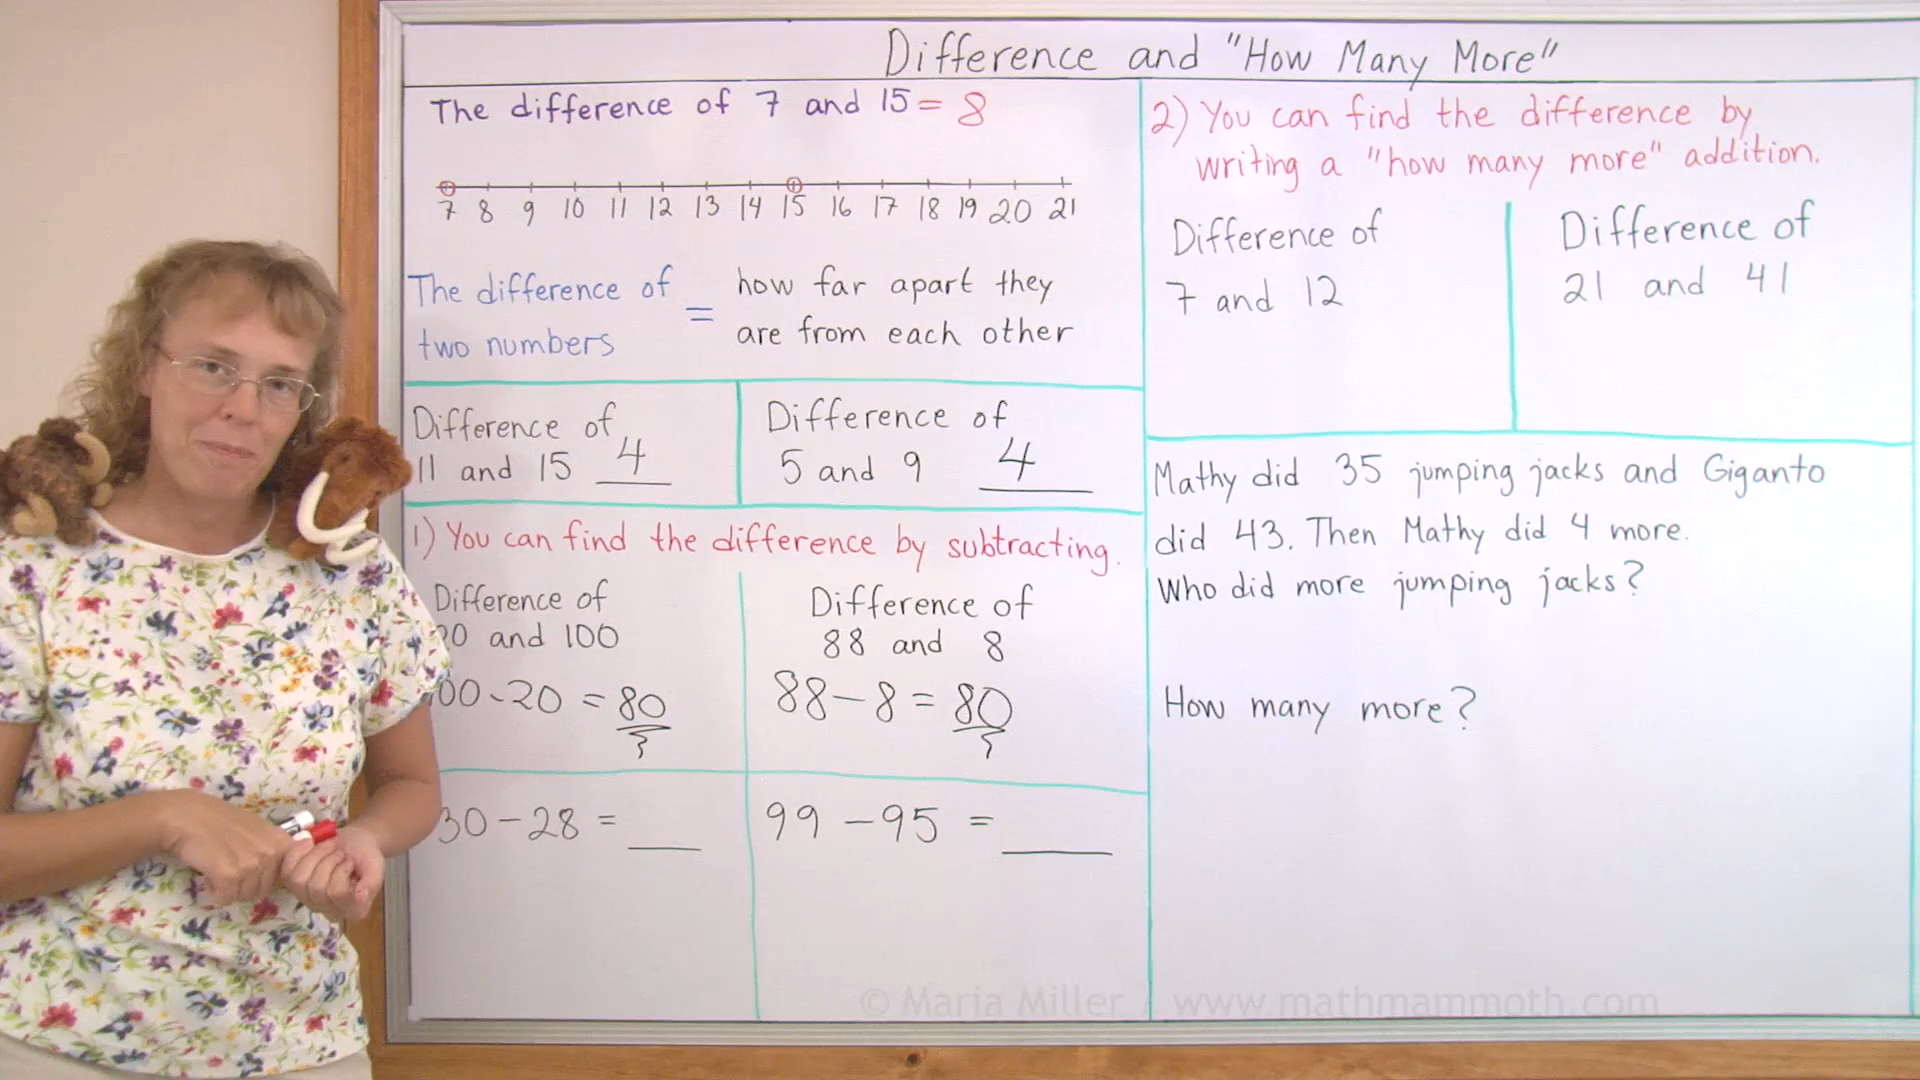 Difference and "How Many More"
The difference of 7 and 15 = 8
7 8 9 10 11 12 13 14 15 16 17 18 19 20 21
The difference of
two numbers
=
how far apart they
are from each other
Difference of
11 and 15 4
Difference of
5 and 9 4
1) You can find the difference by subtracting.
Difference of
20 and 100
00 - 20 = 80
Difference of
88 and 8
88 - 8 = 80
30 - 28 =
99 - 95 =
2) You can find the difference by
writing a "how many more" addition.
Difference of
7 and 12
Difference of
21 and 41
Mathy did 35 jumping jacks and Giganto
did 43. Then Mathy did 4 more.
Who did more jumping jacks?
How many more?
© Maria Miller / www.mathmammoth.com